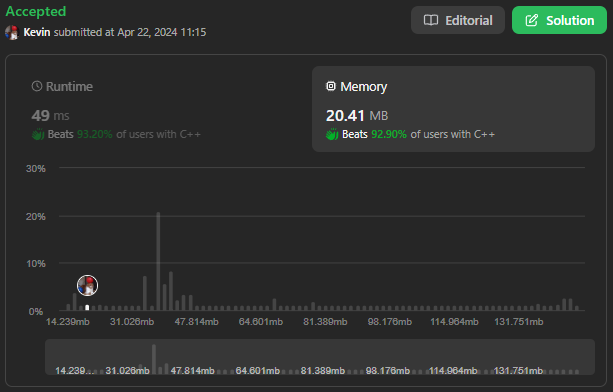 Accepted
Editorial
Solution
Kevin submitted at Apr 22, 2024 11:15
Runtime
49 ms
Beats 93.20% of users with C++
Memory
20.41 MB
Beats 92.90% of users with C++
30%
20%
10%
0%
14.239mb 31.026mb 47.814mb 64.601mb 81.389mb 98.176mb 114.964mb 131.751mb
14.239... 31.026mb 47.814mb 64.601mb 81.389mb 98.176mb 114.964mb 131.751mb